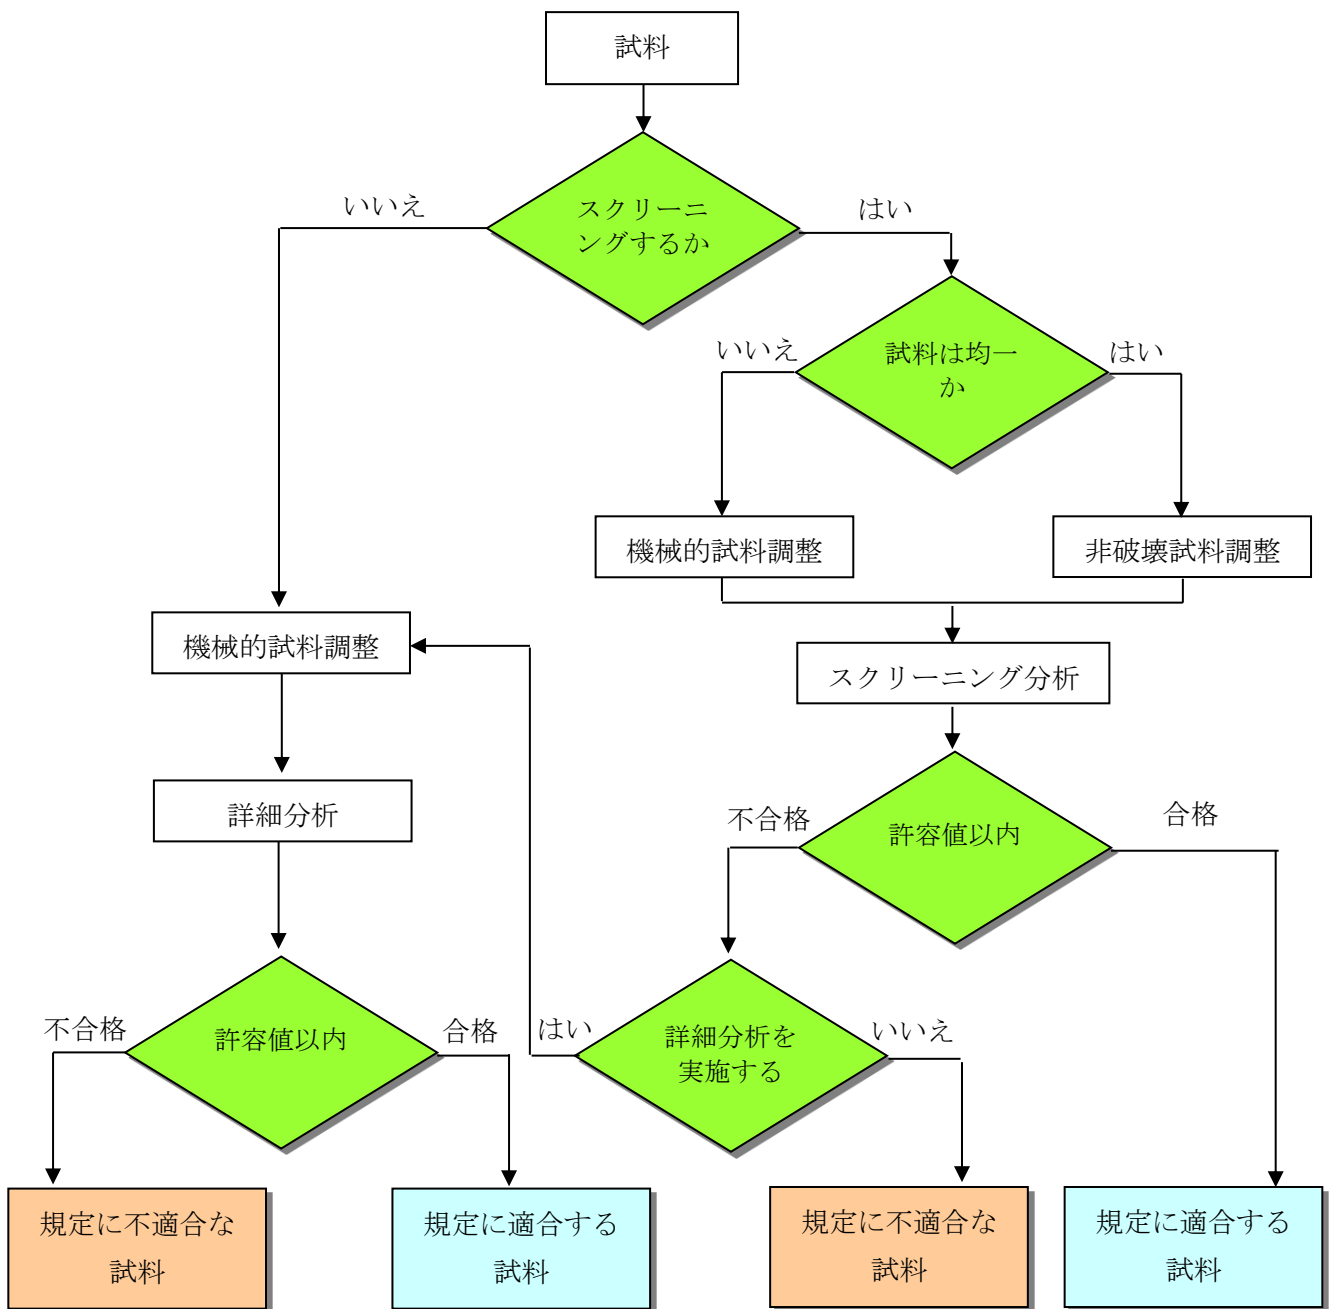 試料
いいえ
スクリーニ
ングするか
はい
いいえ
試料は均一
か
はい
機械的試料調整
非破壊試料調整
機械的試料調整
スクリーニング分析
詳細分析
不合格
許容値以内
合格
不合格
許容値以内
合格
はい
詳細分析を
実施する
いいえ
規定に不適合な
試料
規定に適合する
試料
規定に不適合な
試料
規定に適合する
試料